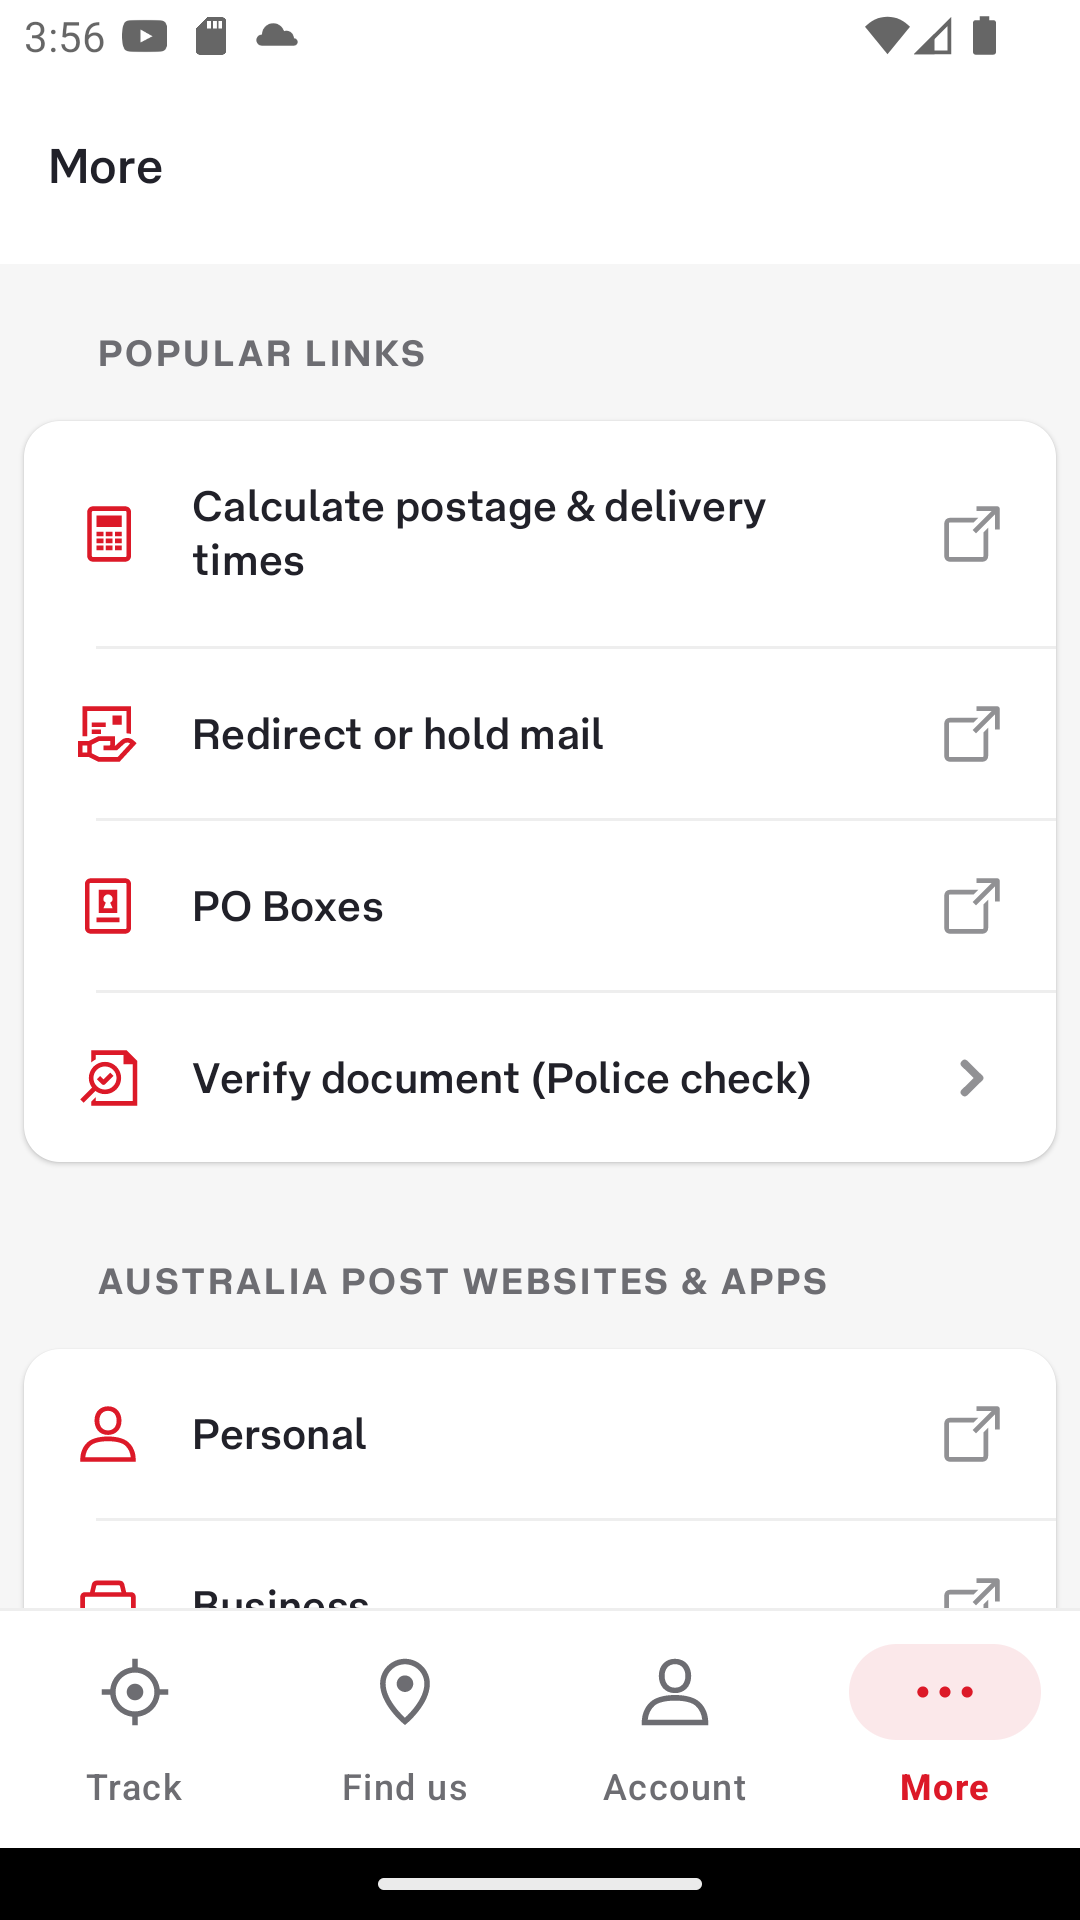 3:56
More
POPULAR LINKS
Calculate postage & delivery
times
Redirect or hold mail
PO Boxes
Verify document (Police check)
AUSTRALIA POST WEBSITES & APPS
Personal
Business
Track
Find us
Account
More